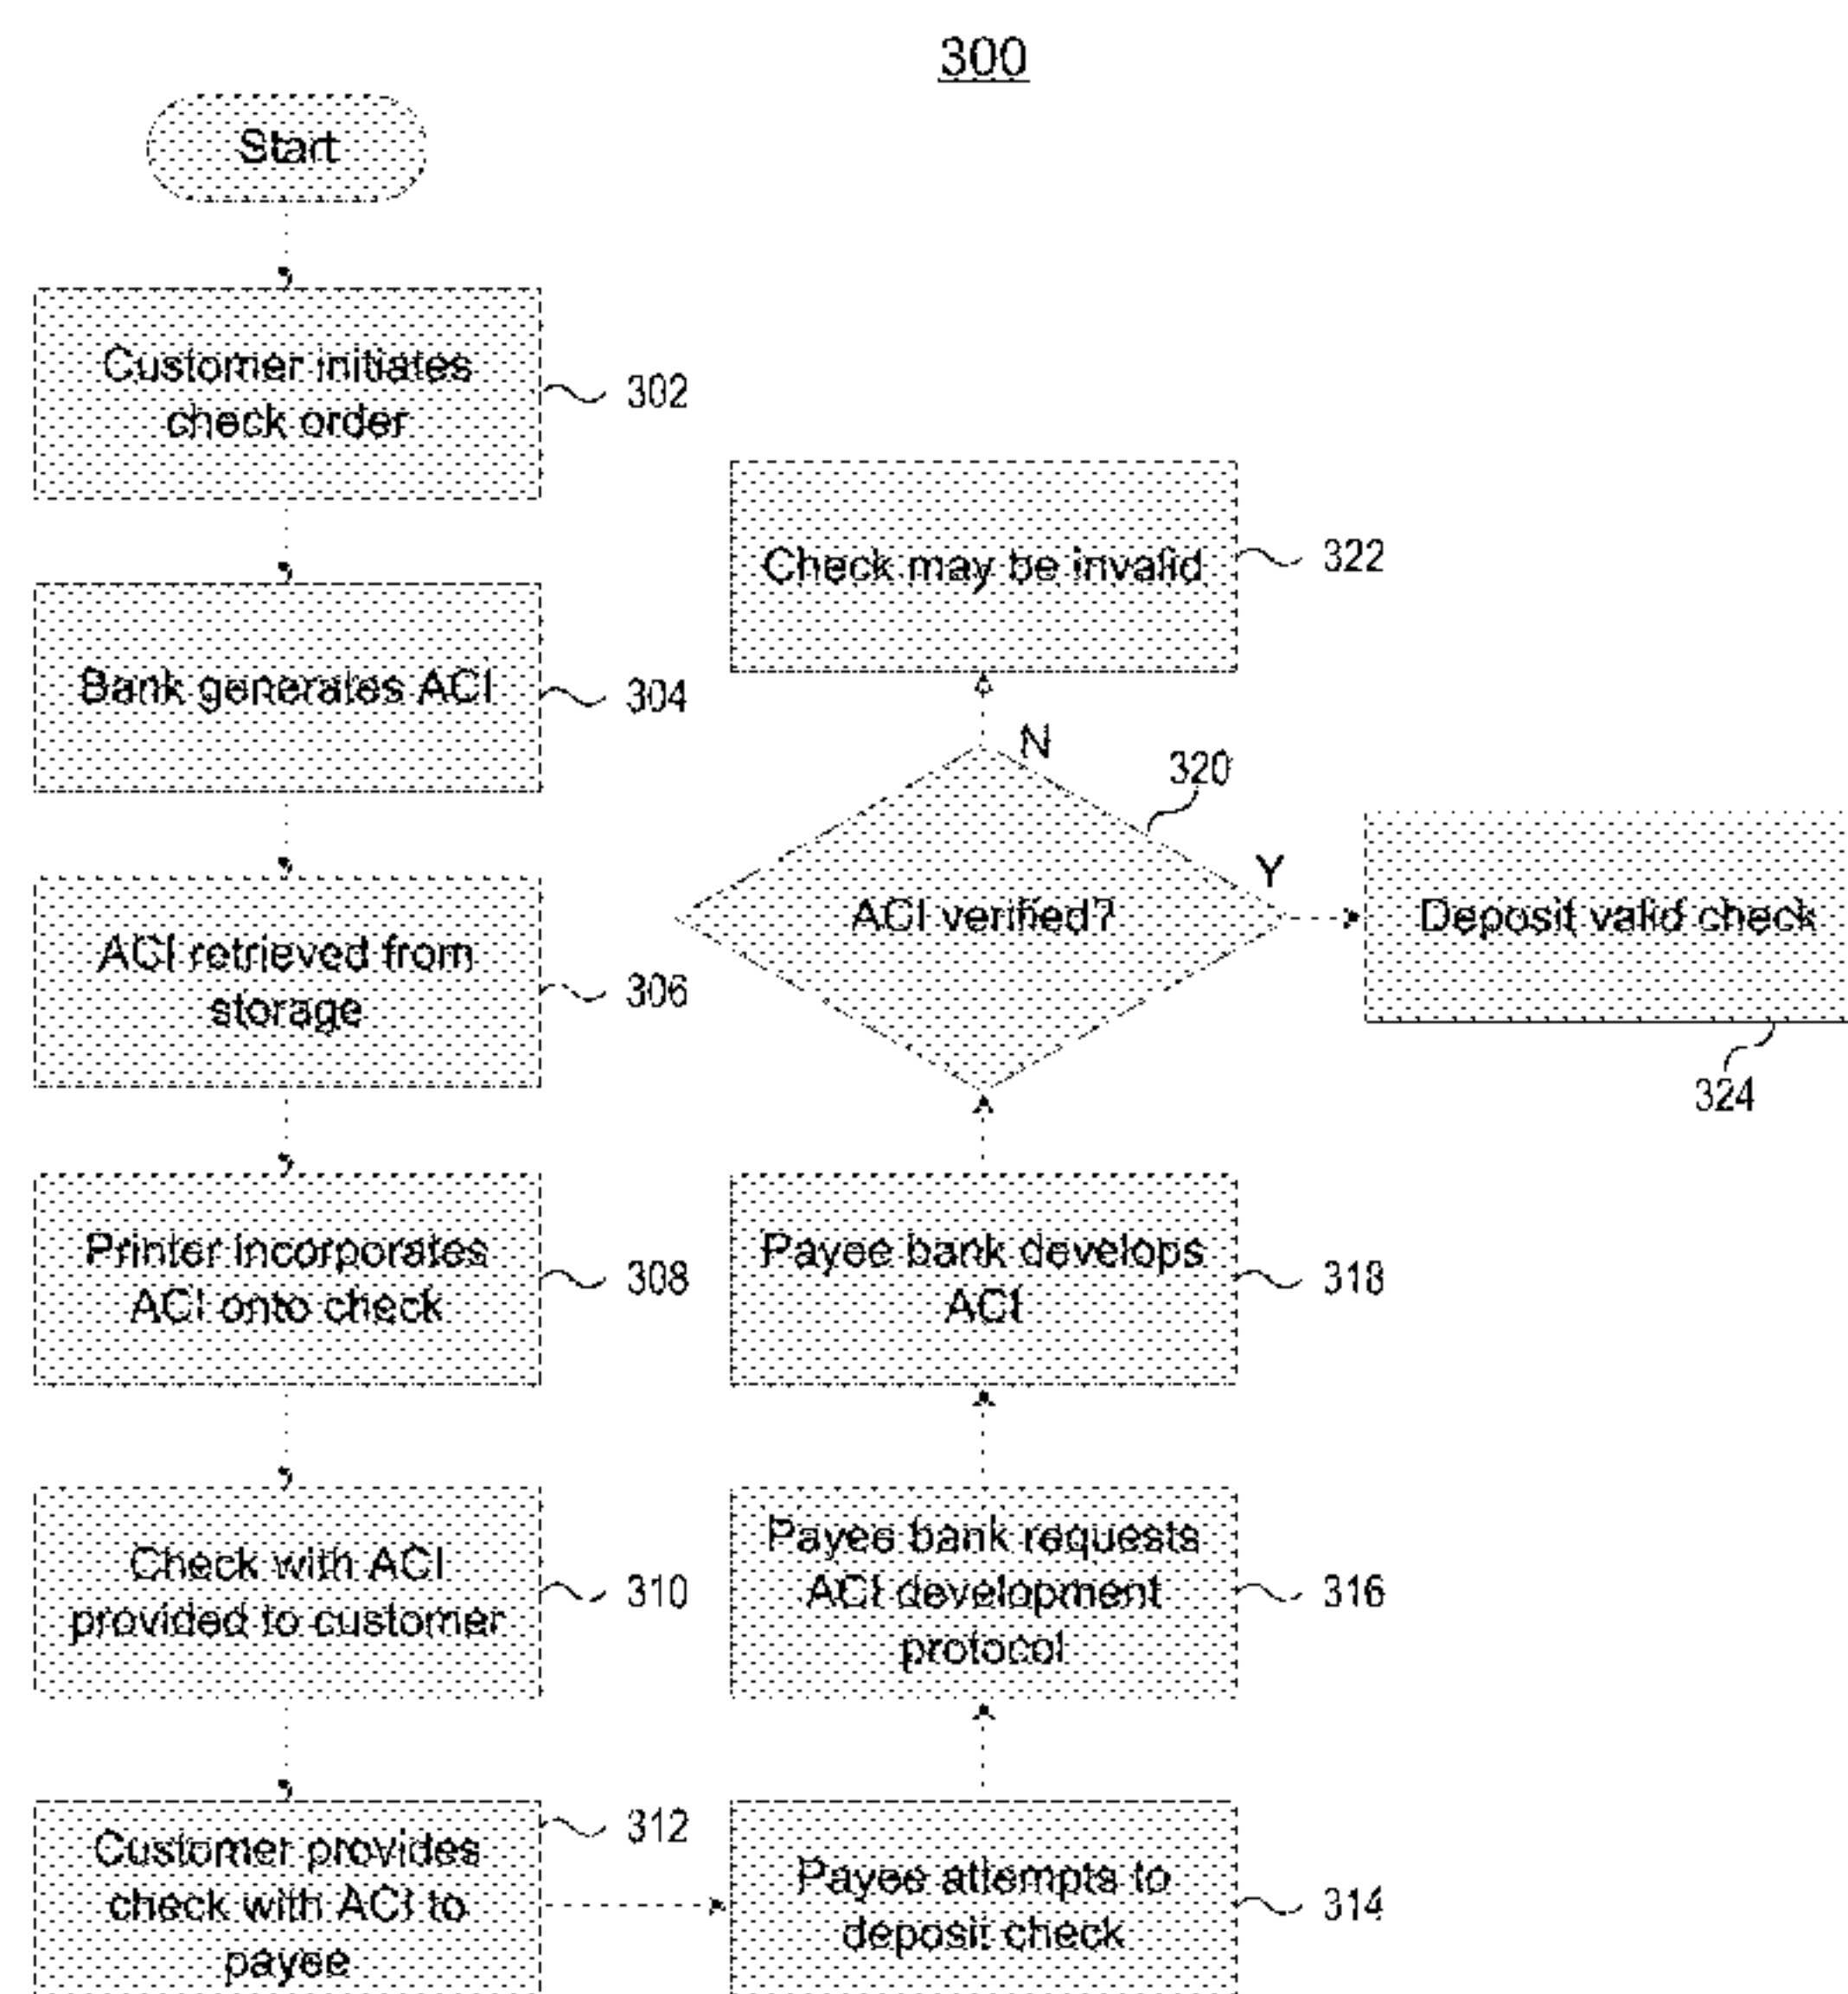 300
Start
Customer initiates
check order
302
Bank generates ACI
304
ACI retrieved from
storage
306
Printer incorporates
ACI onto check
308
Check with ACI
provided to customer
310
Customer provides
check with ACI to
payee
312
Payee attempts to
deposit check
314
Payee bank requests
ACI development
protocol
316
Payee bank develops
ACI
318
ACI verified?
320
N
Y
Check may be invalid
322
Deposit valid check
324